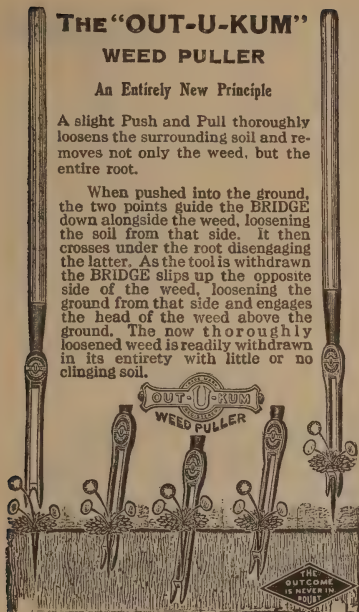 THE "OUT-U-KUM"
WEED PULLER
An Entirely New Principle
A slight Push and Pull thoroughly
loosens the surrounding soil and re-
moves not only the weed, but the
entire root.
When pushed into the ground,
the two points guide the BRIDGE
down alongside the weed, loosening
the soil from that side. It then
crosses under the root disengaging
the latter. As the tool is withdrawn
the BRIDGE slips up the opposite
side of the weed, loosening the
ground from that side and engages
the head of the weed above the
ground. The now thoroughly
loosened weed is readily withdrawn
in its entirety with little or no
clinging soil.
OUT-U-KUM
WEED PULLER
THE
OUTCOME
IS NEVER IN
DOUBT